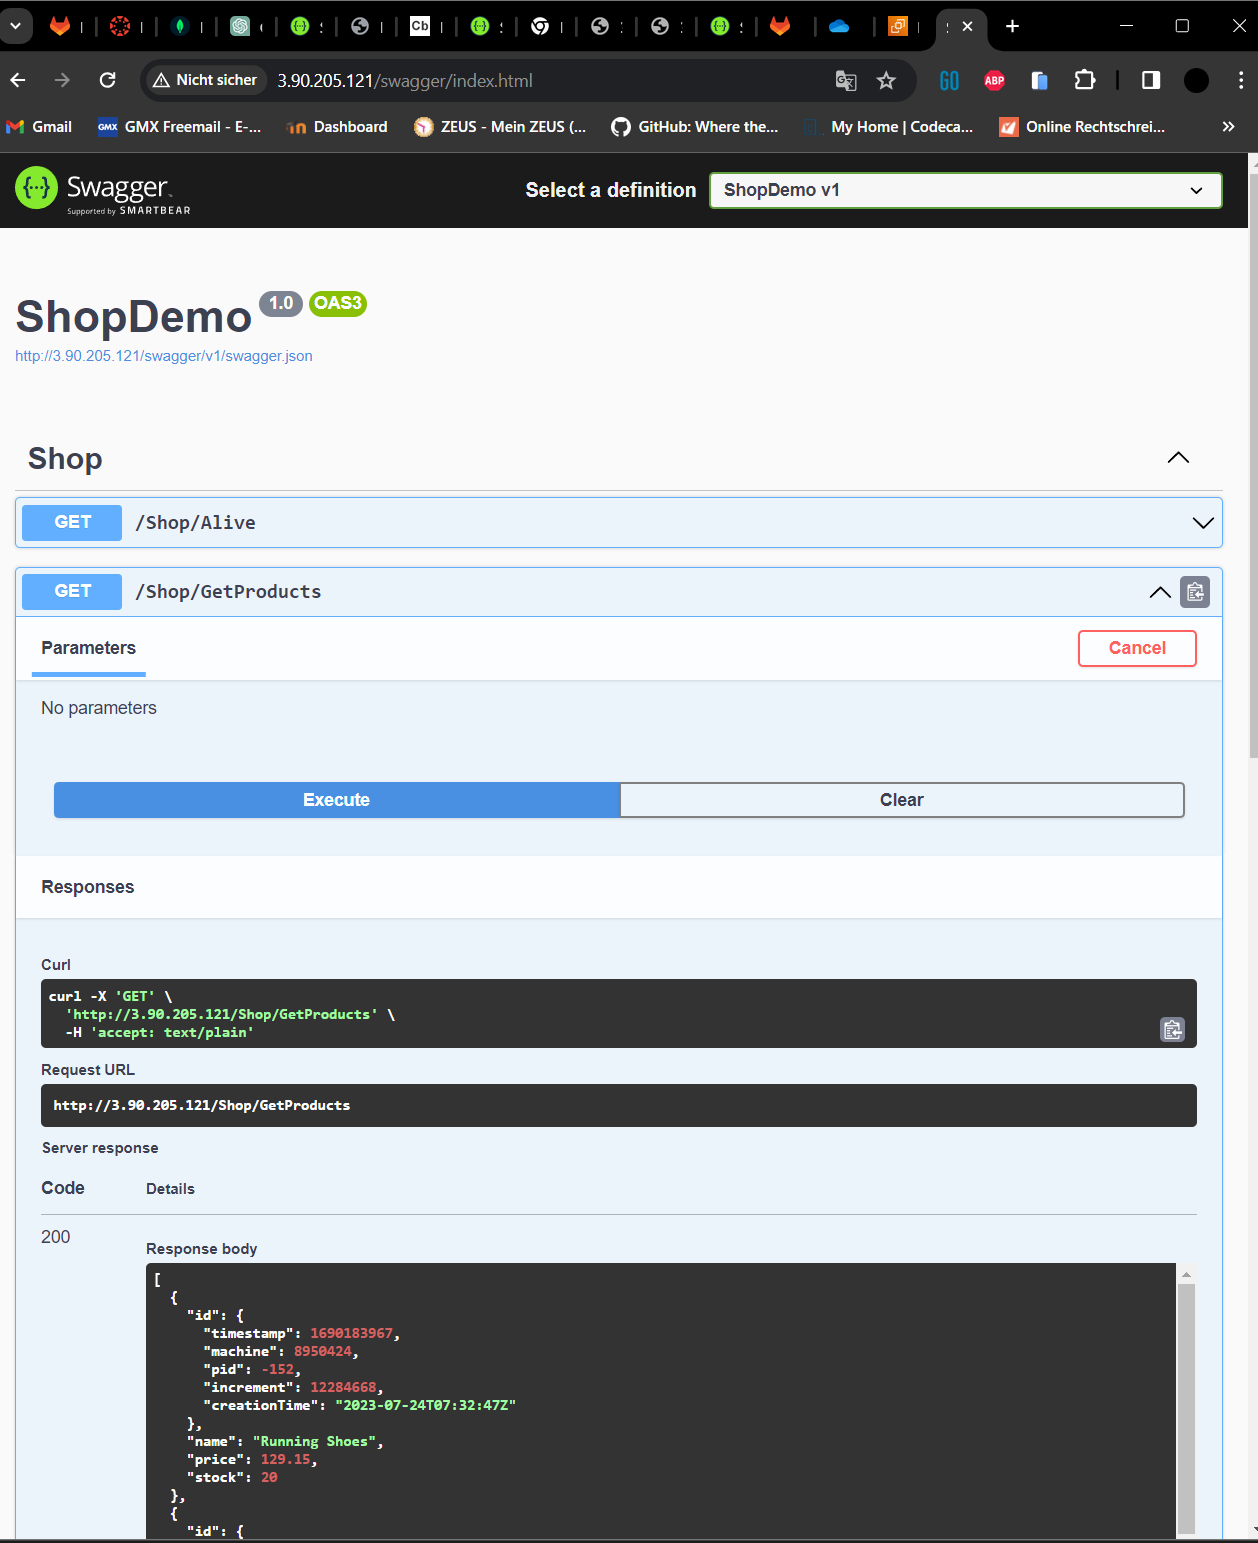 Cb
Nicht sicher 3.90.205.121/swagger/index.html GO ABP
Gmail GMX GMX Freemail - E-... Dashboard ZEUS - Mein ZEUS (... GitHub: Where the... My Home | Codeca... Online Rechtschrei...
Swagger
Supported by SMARTBEAR
Select a definition ShopDemo v1
ShopDemo 1.0 OAS3
http://3.90.205.121/swagger/v1/swagger.json
Shop
GET /Shop/Alive
GET /Shop/GetProducts
Parameters Cancel
No parameters
Execute Clear
Responses
Curl
curl -X 'GET' \
'http://3.90.205.121/Shop/GetProducts' \
-H 'accept: text/plain'
Request URL
http://3.90.205.121/Shop/GetProducts
Server response
Code Details
200
Response body
[
{
"id": {
"timestamp": 1690183967,
"machine": 8950424,
"pid": -152,
"increment": 12284668,
"creationTime": "2023-07-24T07:32:47Z"
},
"name": "Running Shoes",
"price": 129.15,
"stock": 20
},
{
"id": {